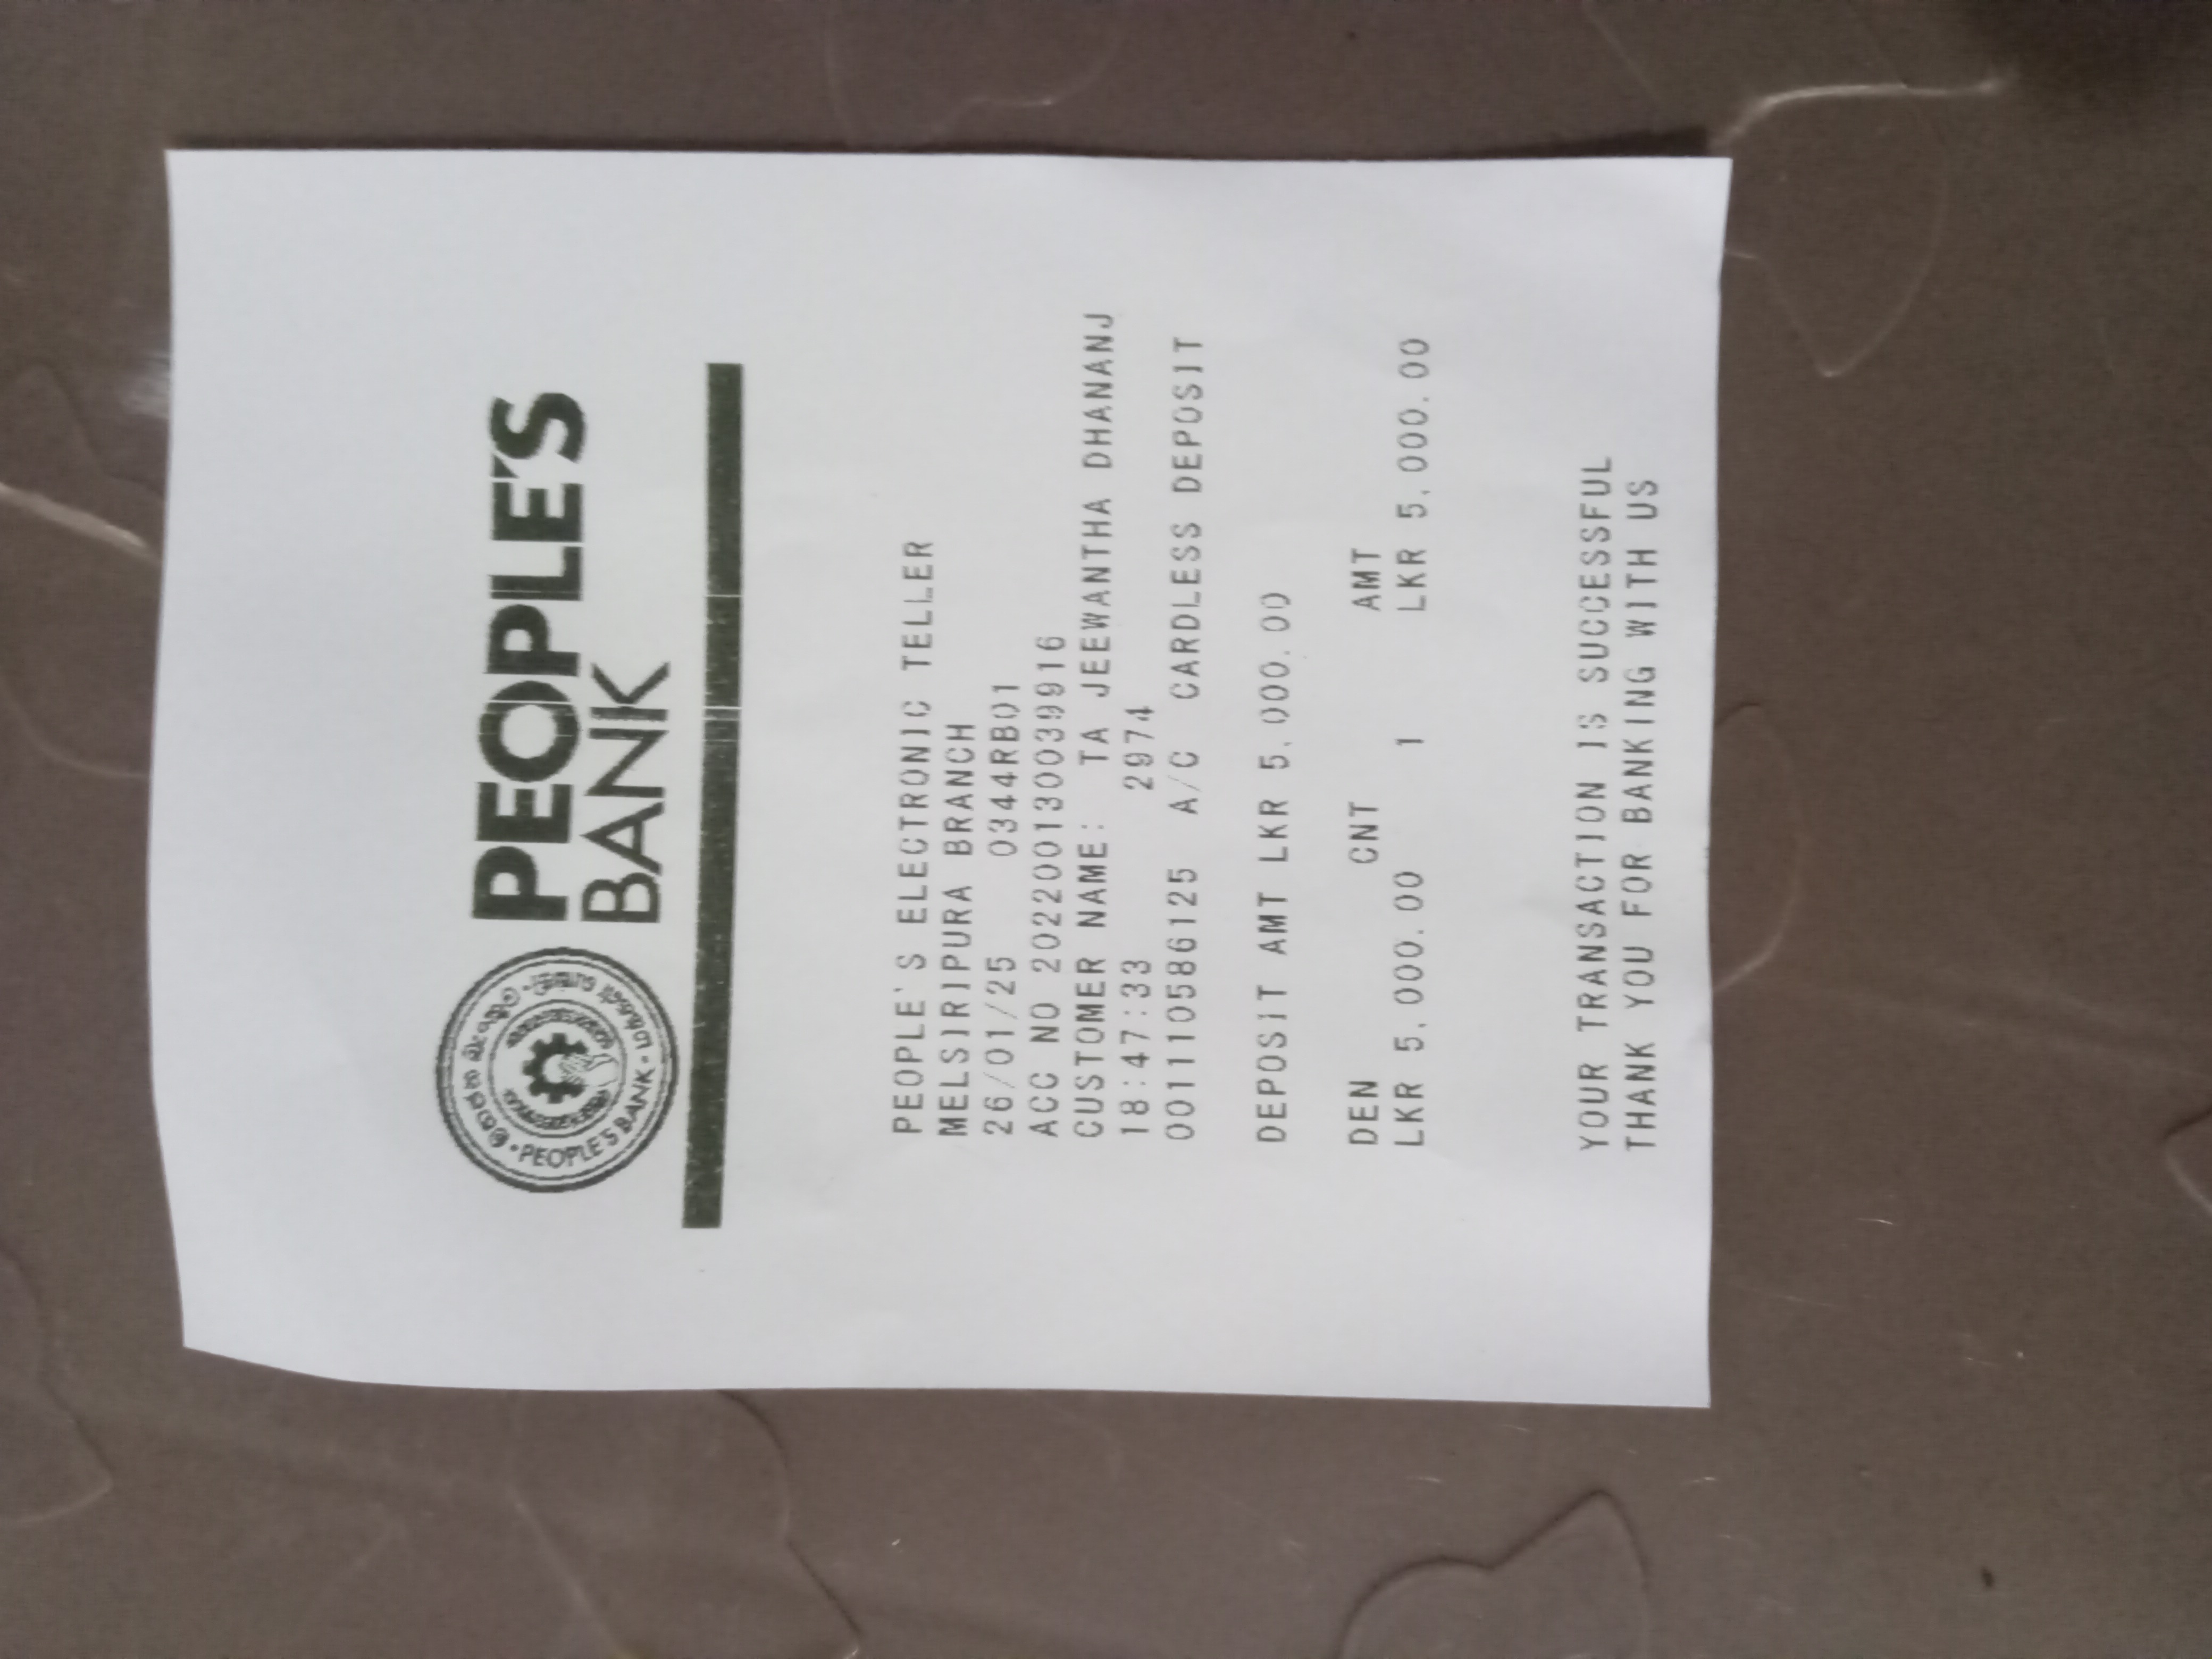 PEOPLE'S
BANK
PEOPLE'S BANK
PEOPLE'S ELECTRONIC TELLER
MELSIRIPURA BRANCH
26/01/25 0344RB01
ACC NO 202200130039916
CUSTOMER NAME: TA JEEWANTHA DHANANJ
18:47:33 2974
001110586125 A/C CARDLESS DEPOSIT
DEPOSIT AMT LKR 5,000.00
DEN CNT AMT
LKR 5,000.00 1 LKR 5,000.00
YOUR TRANSACTION IS SUCCESSFUL
THANK YOU FOR BANKING WITH US